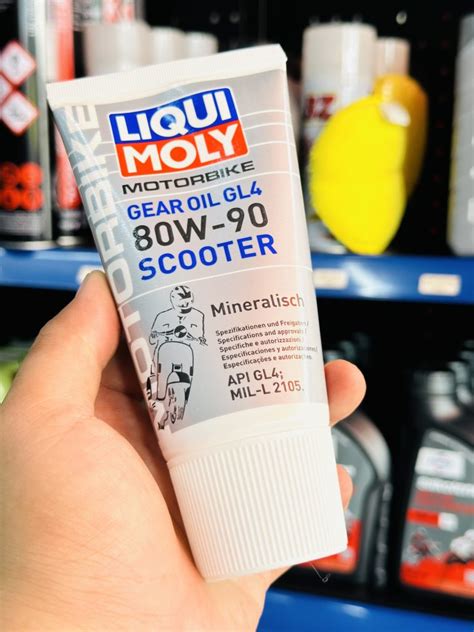 LIQUI
MOLY
MOTORBIKE
GEAR OIL GL4
80W-90
SCOOTER
Mineralisch
Spezifikationen und Freigaben /
Specifications and approvals /
Specifiche e autorizzazioni /
Especificaciones y autorizaciones /
Especificações e autorizações:
API GL4;
MIL-L 2105.
MOTORBIKE